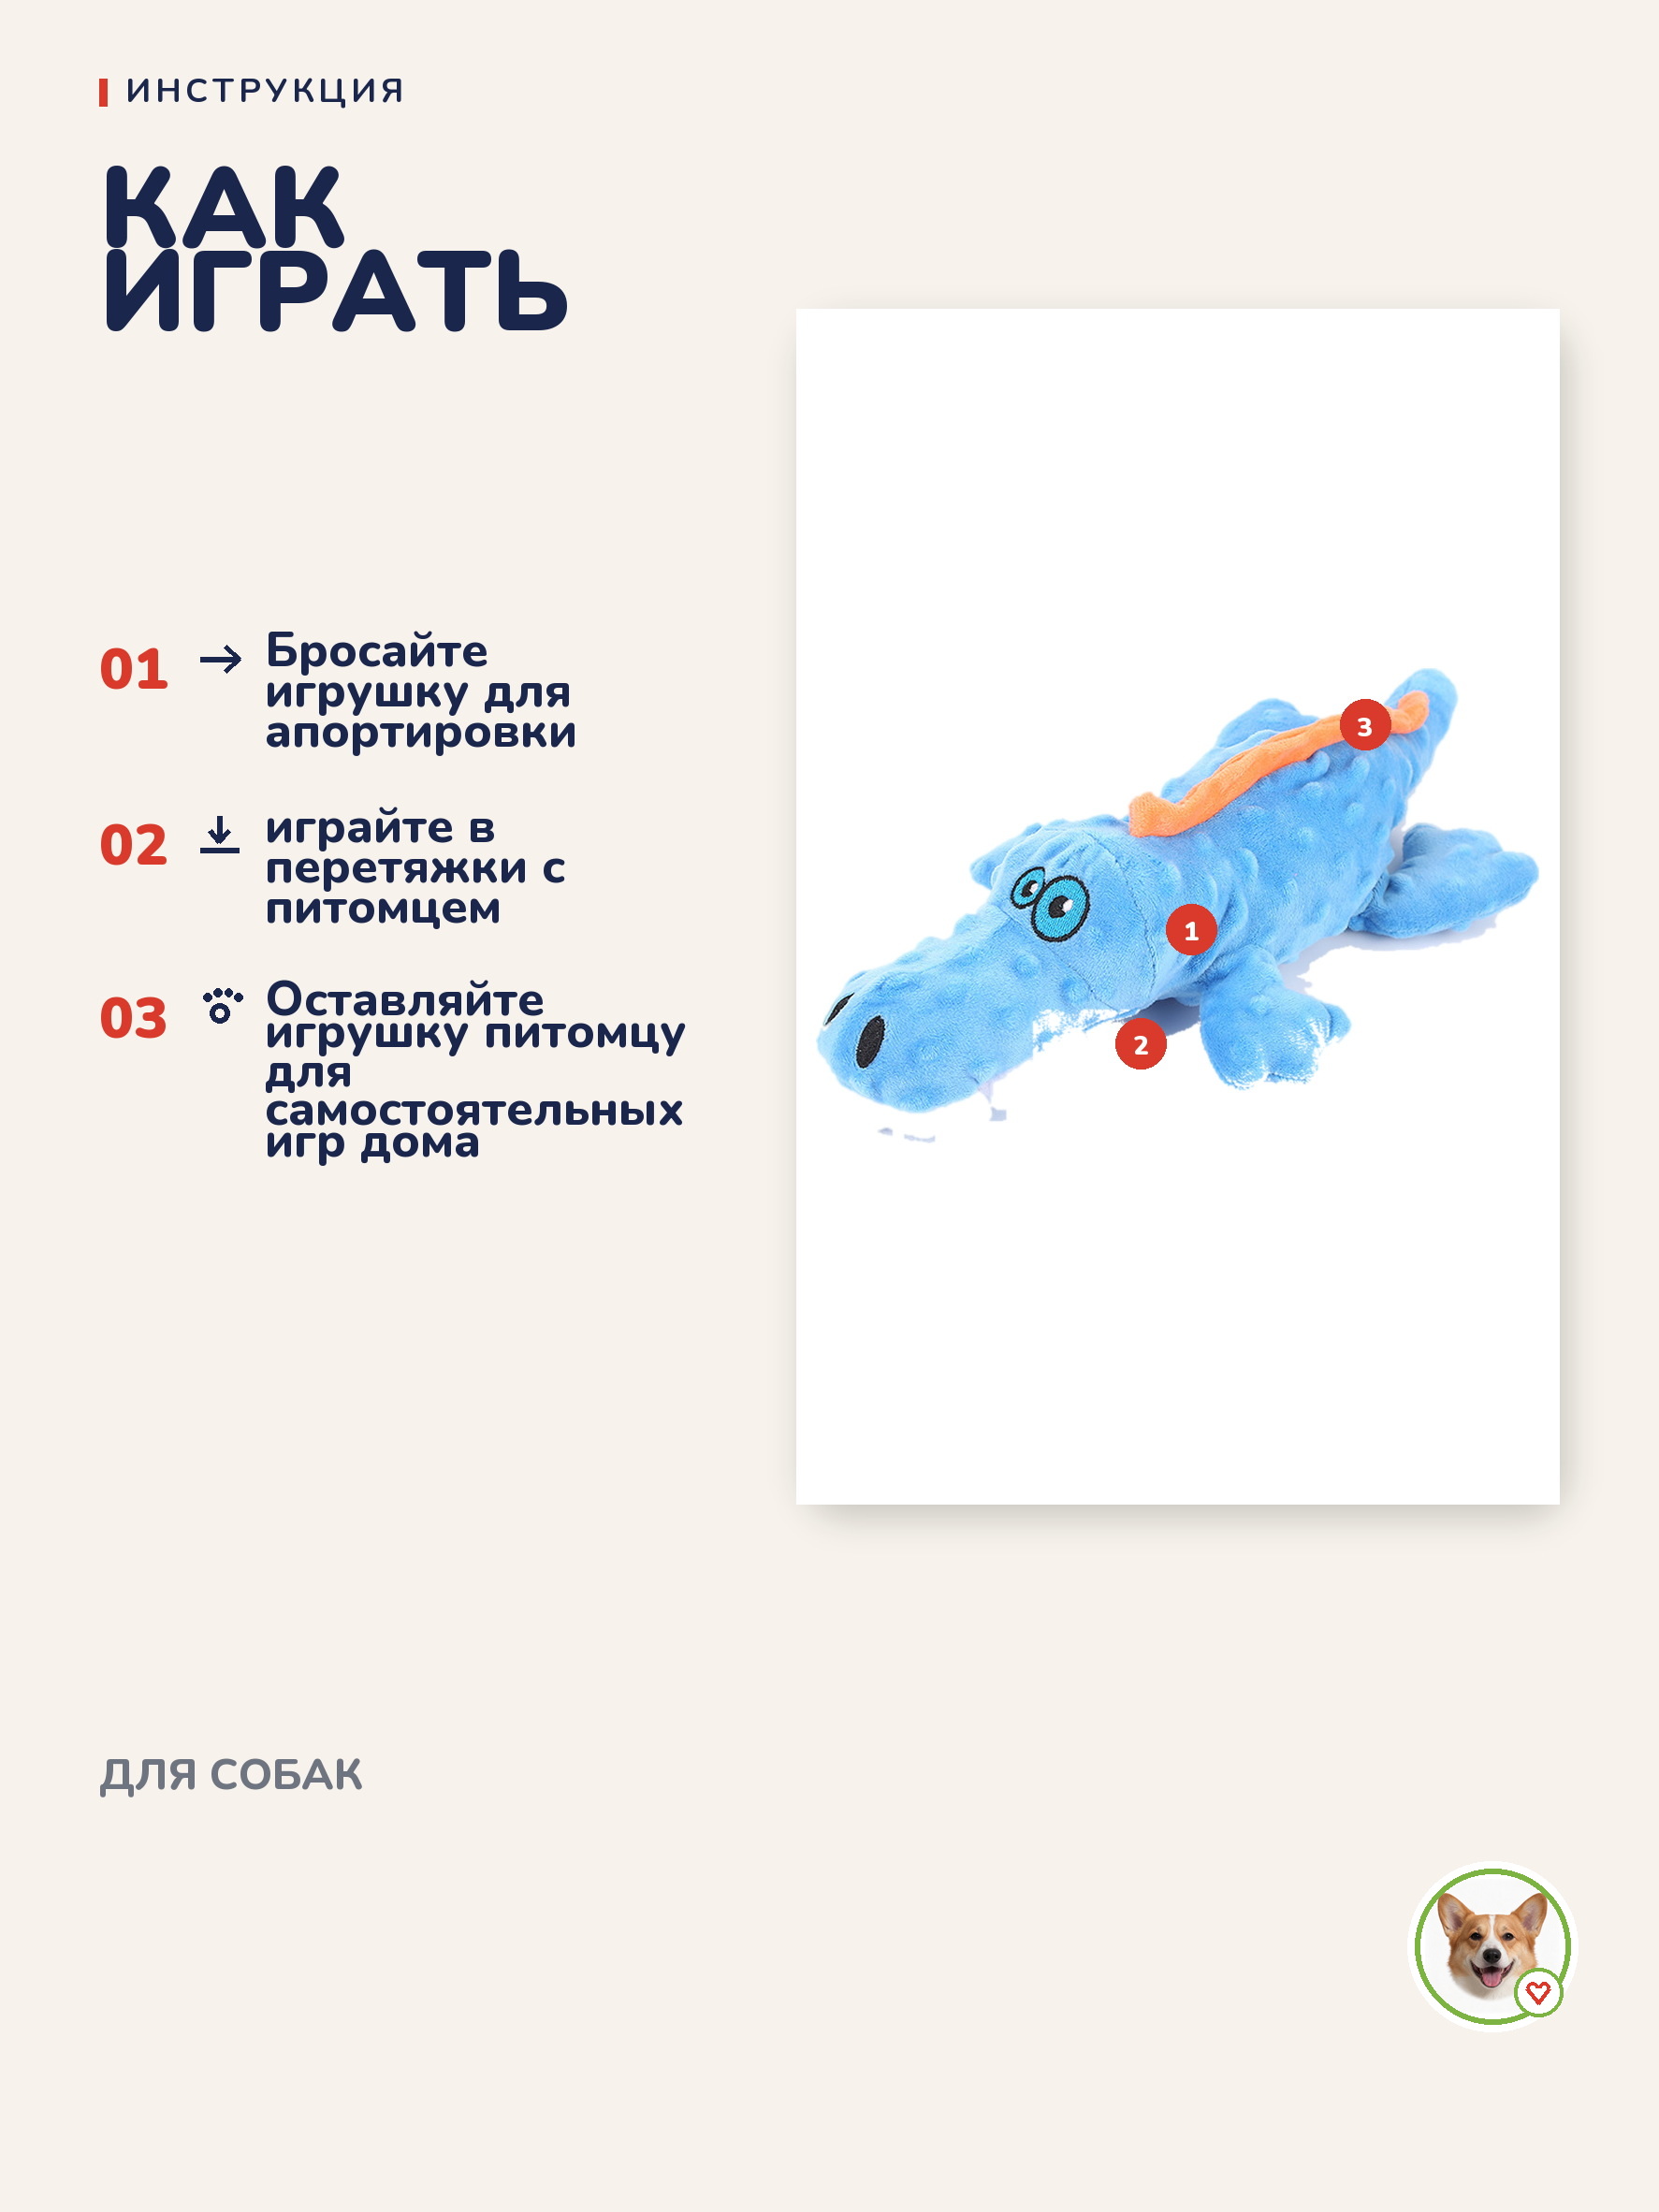 ИНСТРУКЦИЯ
КАК
ИГРАТЬ
01
Бросайте
игрушку для
апортировки
02
играйте в
перетяжки с
питомцем
03
Оставляйте
игрушку питомцу
для
самостоятельных
игр дома
3
1
2
ДЛЯ СОБАК